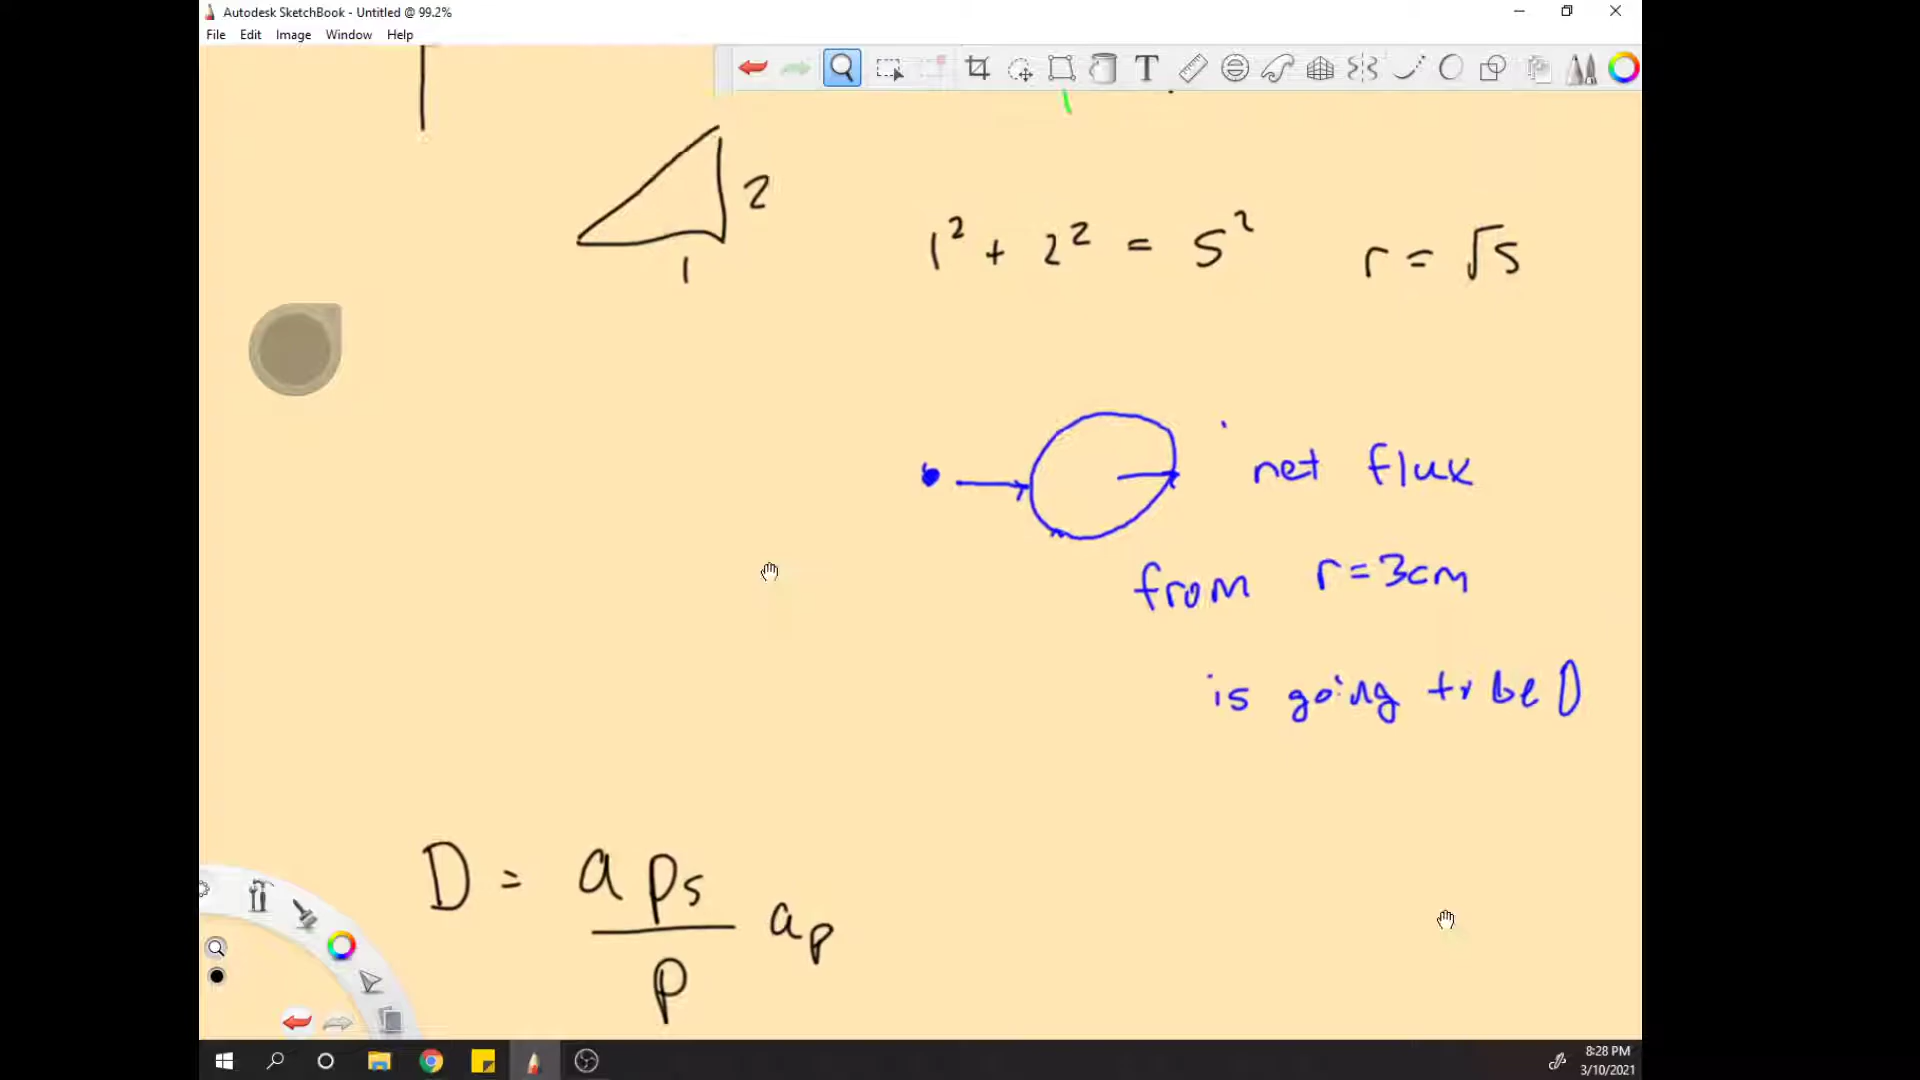 Autodesk SketchBook - Untitled @ 99.2%
File Edit Image Window Help
2
1
1² + 2² = 5² r = √5
net flux
from r = 3cm
is going to be 0
D = aρs/ρ aρ
8:28 PM
3/10/2021